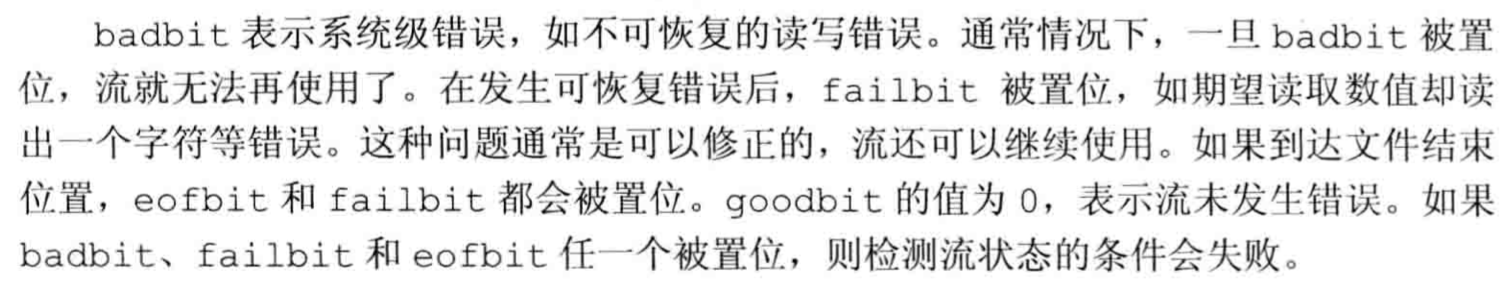 badbit 表示系统级错误，如不可恢复的读写错误。通常情况下，一旦 badbit 被置
位，流就无法再使用了。在发生可恢复错误后，failbit 被置位，如期望读取数值却读
出一个字符等错误。这种问题通常是可以修正的，流还可以继续使用。如果到达文件结束
位置，eofbit 和 failbit 都会被置位。goodbit 的值为 0，表示流未发生错误。如果
badbit、failbit 和 eofbit 任一个被置位，则检测流状态的条件会失败。